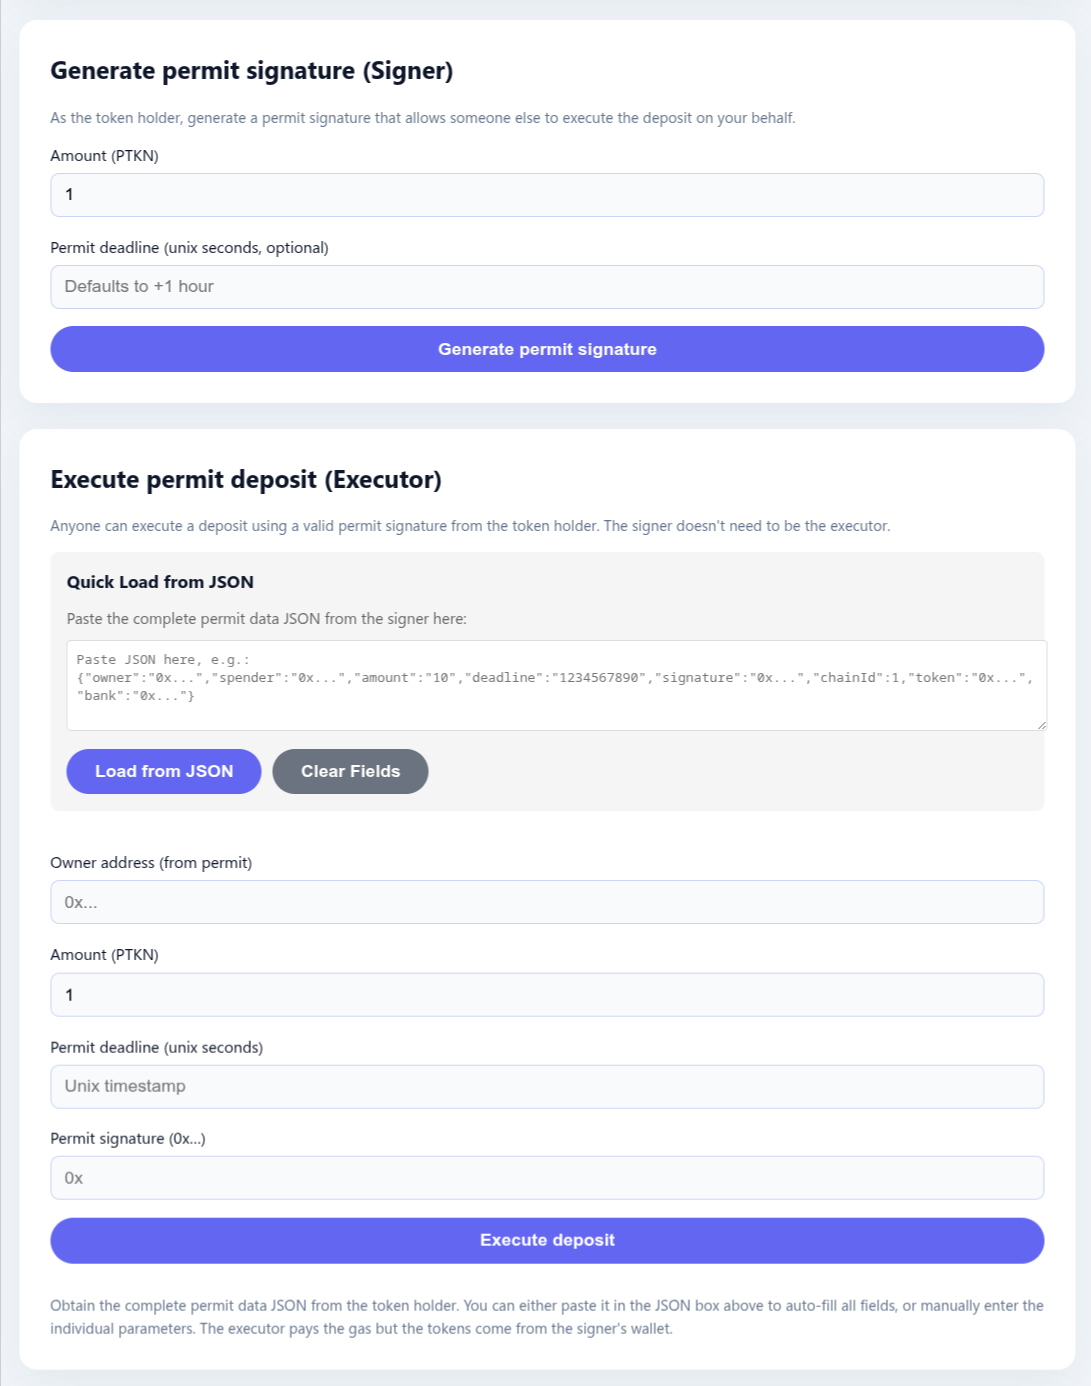 Generate permit signature (Signer)
As the token holder, generate a permit signature that allows someone else to execute the deposit on your behalf.
Amount (PTKN)
1
Permit deadline (unix seconds, optional)
Defaults to +1 hour
Generate permit signature
Execute permit deposit (Executor)
Anyone can execute a deposit using a valid permit signature from the token holder. The signer doesn't need to be the executor.
Quick Load from JSON
Paste the complete permit data JSON from the signer here:
Paste JSON here, e.g.:
{"owner":"0x...","spender":"0x...","amount":"10","deadline":"1234567890","signature":"0x...","chainId":1,"token":"0x...",
"bank":"0x..."}
Load from JSON
Clear Fields
Owner address (from permit)
0x...
Amount (PTKN)
1
Permit deadline (unix seconds)
Unix timestamp
Permit signature (0x...)
0x
Execute deposit
Obtain the complete permit data JSON from the token holder. You can either paste it in the JSON box above to auto-fill all fields, or manually enter the
individual parameters. The executor pays the gas but the tokens come from the signer's wallet.